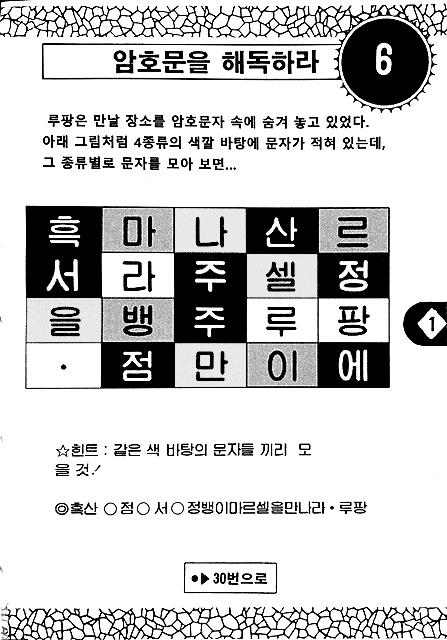 암호문을 해독하라
6
루팡은 만날 장소를 암호문자 속에 숨겨 놓고 있었다.
아래 그림처럼 4종류의 색깔 바탕에 문자가 적혀 있는데,
그 종류별로 문자를 모아 보면...
흑 마 나 산 르
서 라 주 셀 정
을 뱅 주 루 팡
· 점 만 이 에
1
☆힌트 : 같은 색 바탕의 문자들 끼리 모
을 것!
◎흑산 ○점○ 서○정뱅이마르셀을만나라·루팡
●▶30번으로